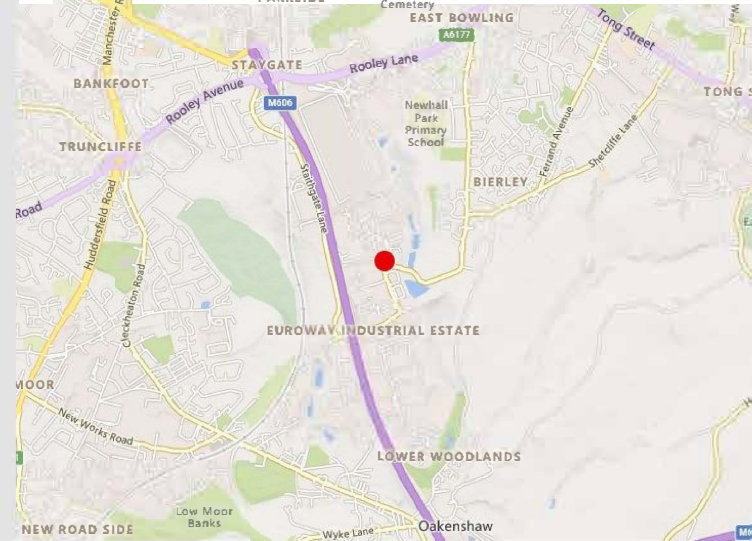 Cemetery
EAST BOWLING
A6177
Tong Street
Manchester
STAYGATE
Rooley Lane
BANKFOOT
Rooley Avenue
M606
Newhall
Park
Primary
School
TONG
TRUNCLIFFE
Staithgate Lane
Ferrand Avenue
Shetcliffe Lane
BIERLEY
Road
Huddersfield Road
Cleckheaton Road
EUROWAY INDUSTRIAL ESTATE
MOOR
New Works Road
LOWER WOODLANDS
Low Moor
Banks
NEW ROAD SIDE
Wyke Lane
Oakenshaw